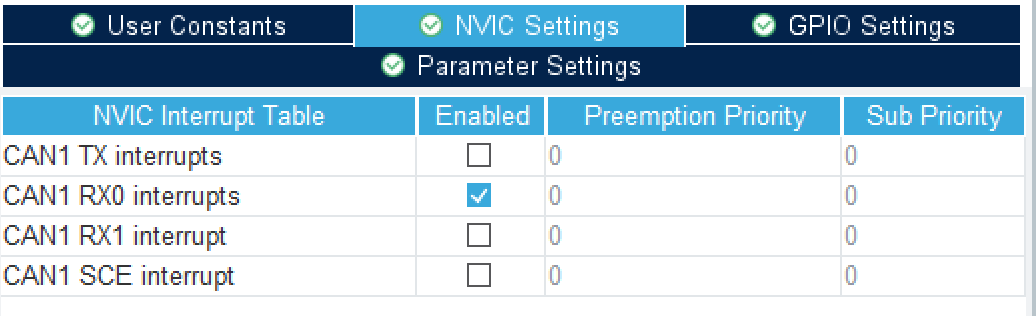 User Constants NVIC Settings GPIO Settings
Parameter Settings
NVIC Interrupt Table Enabled Preemption Priority Sub Priority
CAN1 TX interrupts 0 0
CAN1 RX0 interrupts 0 0
CAN1 RX1 interrupt 0 0
CAN1 SCE interrupt 0 0